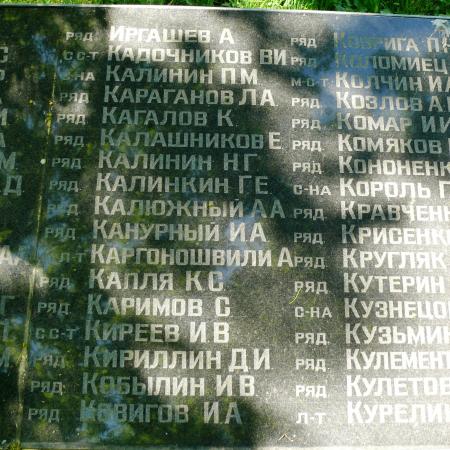 РЯД ИРГАШЕВ А
С С-Т КАДОЧНИКОВ ВИ
С-НА КАЛИНИН П М
РЯД КАРАГАНОВ Л А
РЯД КАГАЛОВ К
РЯД КАЛАШНИКОВ Е
РЯД КАЛИНИН Н Г
РЯД КАЛИНКИН Г Е
РЯД КАЛЮЖНЫЙ А А
РЯД КАНУРНЫЙ И А
Л-Т КАРГОНОШВИЛИ А
РЯД КАПЛЯ К С
РЯД КАРИМОВ С
С С-Т КИРЕЕВ И В
РЯД КИРИЛЛИН Д И
РЯД КОБЫЛИН И В
РЯД КОВИГОВ И А
РЯД КОВРИГА
РЯД КОЛОМИЕЦ
М-О-Т КОЛЧИН И
РЯД КОЗЛОВ А
РЯД КОМАР И И
РЯД КОМЯКОВ
РЯД КОНОНЕНК
С-НА КОРОЛЬ Г
РЯД КРАВЧЕН
РЯД КРИСЕНК
РЯД КРУГЛЯК
РЯД КУТЕРИН
С-НА КУЗНЕЦО
РЯД КУЗЬМИ
РЯД КУЛЕМЕНТ
РЯД КУЛЕТОВ
Л-Т КУРЕЛИ